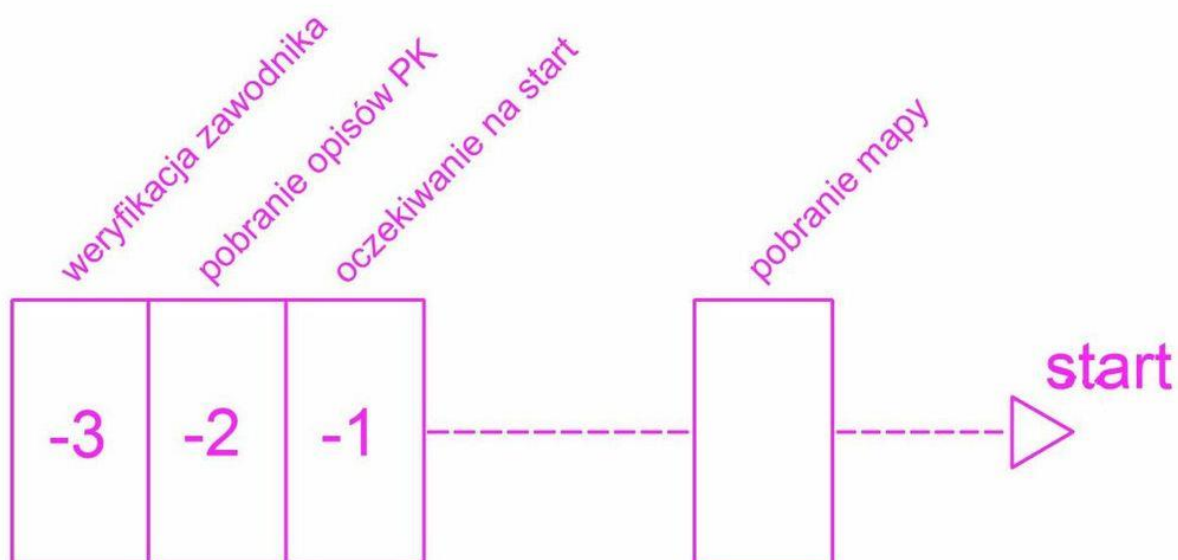 weryfikacja zawodnika
pobranie opisów PK
oczekiwanie na start
pobranie mapy
-3
-2
-1
start